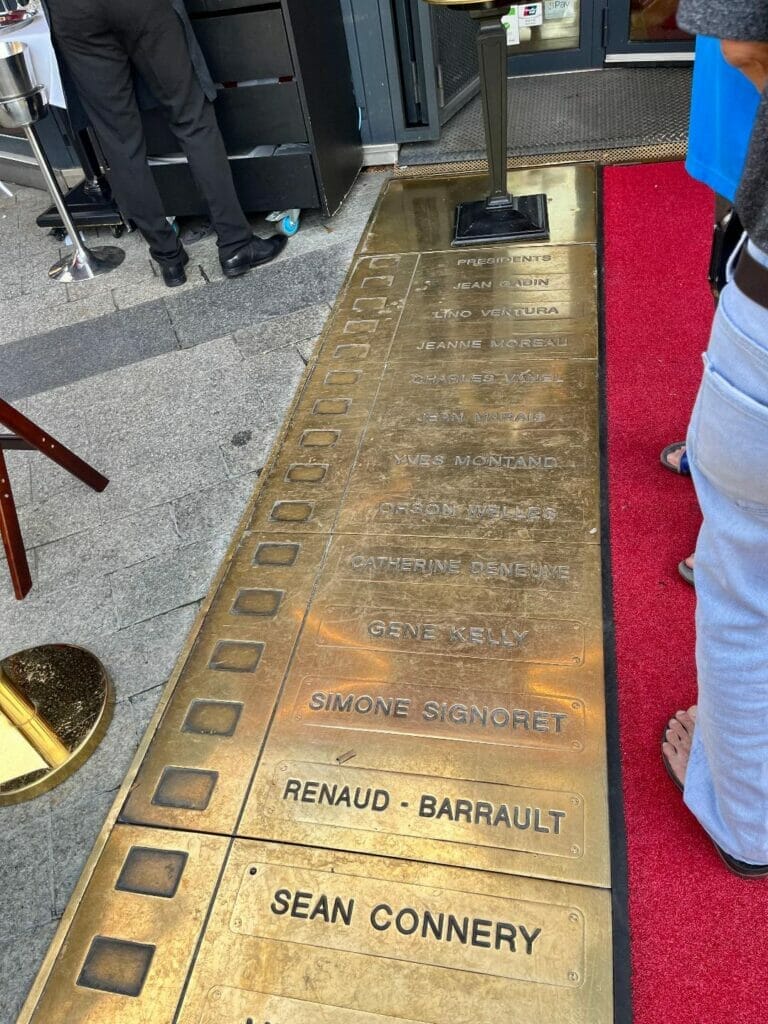 Pay
PRESIDENTS
JEAN GABIN
LINO VENTURA
JEANNE MOREAU
CHARLES VANEL
JEAN MARAIS
YVES MONTAND
ORSON WELLES
CATHERINE DENEUVE
GENE KELLY
SIMONE SIGNORET
RENAUD - BARRAULT
SEAN CONNERY